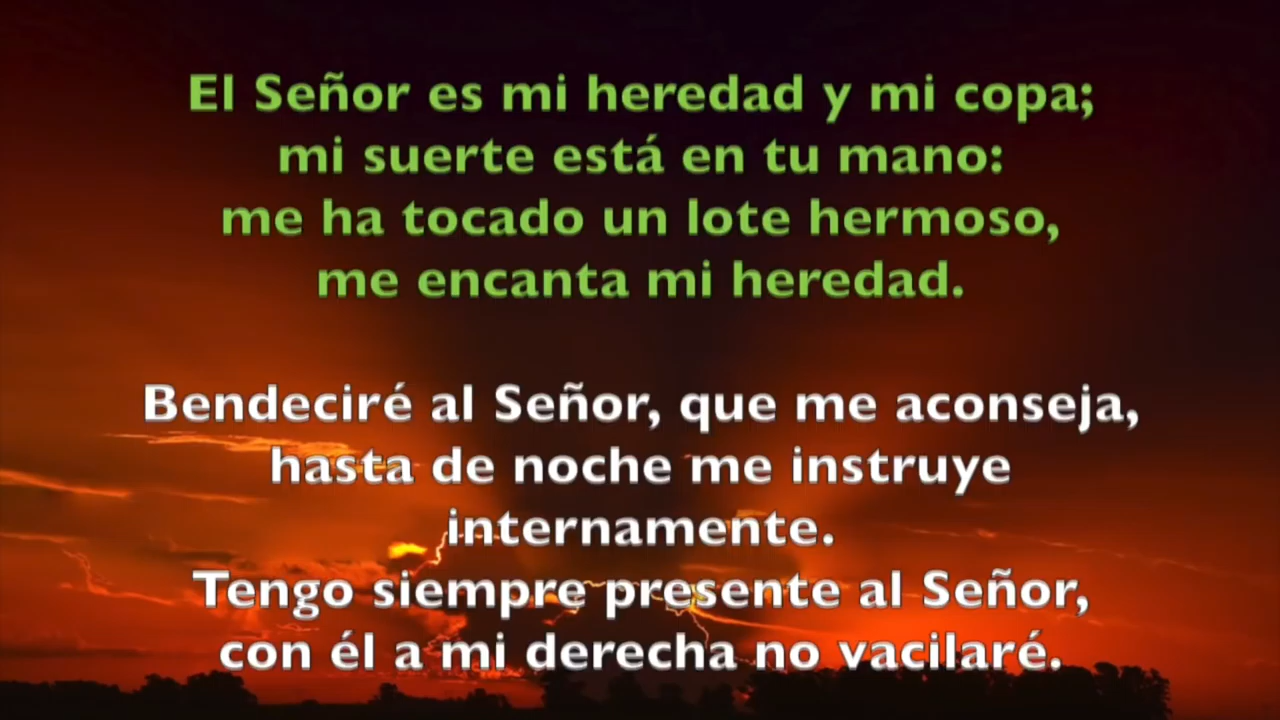 El Señor es mi heredad y mi copa;
mi suerte está en tu mano:
me ha tocado un lote hermoso,
me encanta mi heredad.
Bendeciré al Señor, que me aconseja,
hasta de noche me instruye
internamente.
Tengo siempre presente al Señor,
con él a mi derecha no vacilaré.